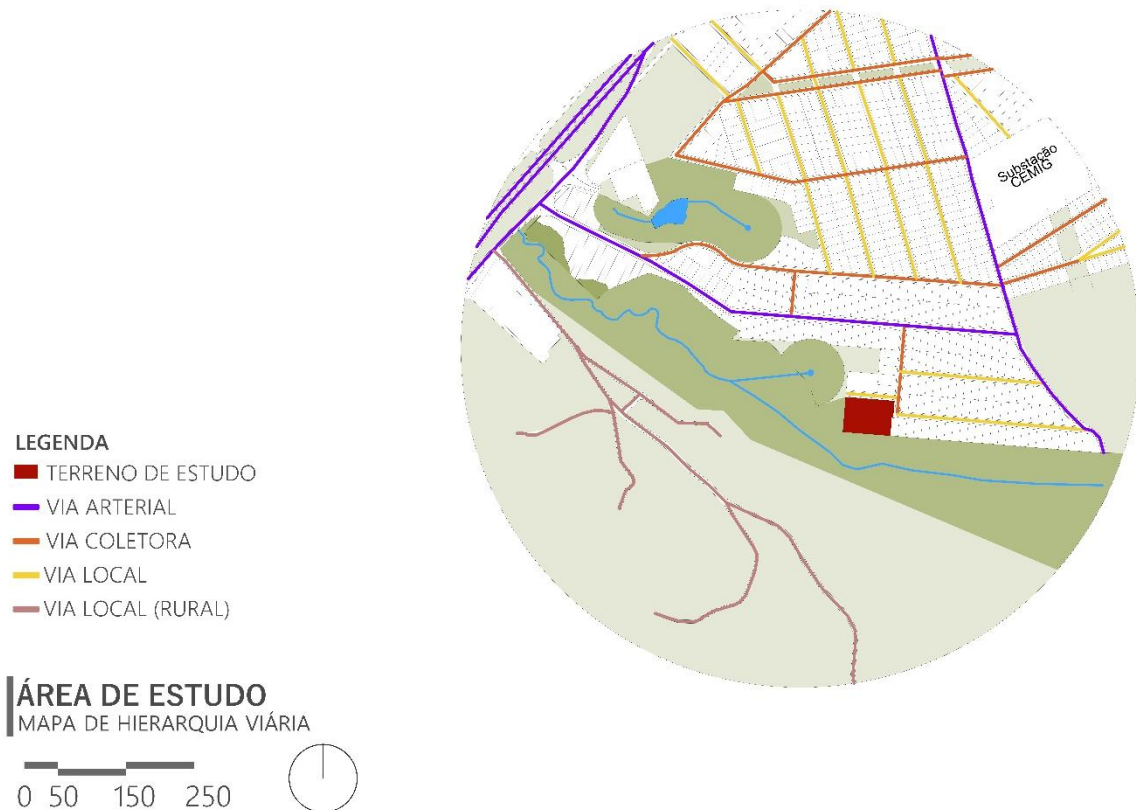 Substação
CEMIG
LEGENDA
TERRENO DE ESTUDO
VIA ARTERIAL
VIA COLETORA
VIA LOCAL
VIA LOCAL (RURAL)
ÁREA DE ESTUDO
MAPA DE HIERARQUIA VIÁRIA
0 50 150 250